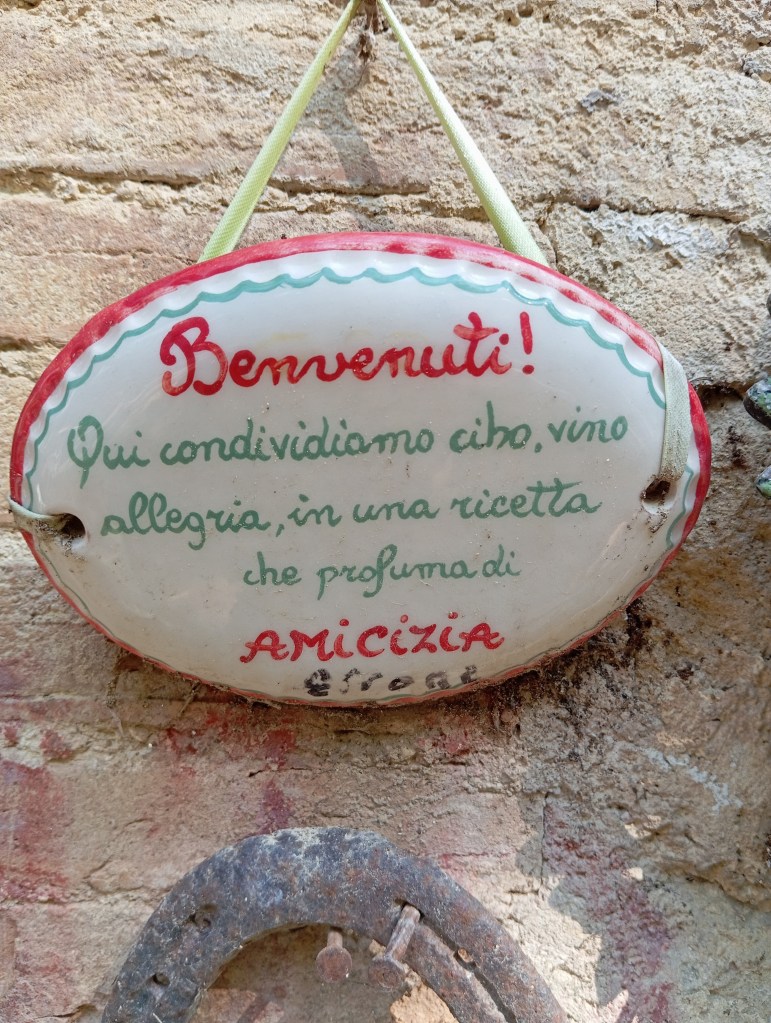 Benvenuti!
Qui condividiamo cibo, vino
allegria, in una ricetta
che profuma di
AMICIZIA